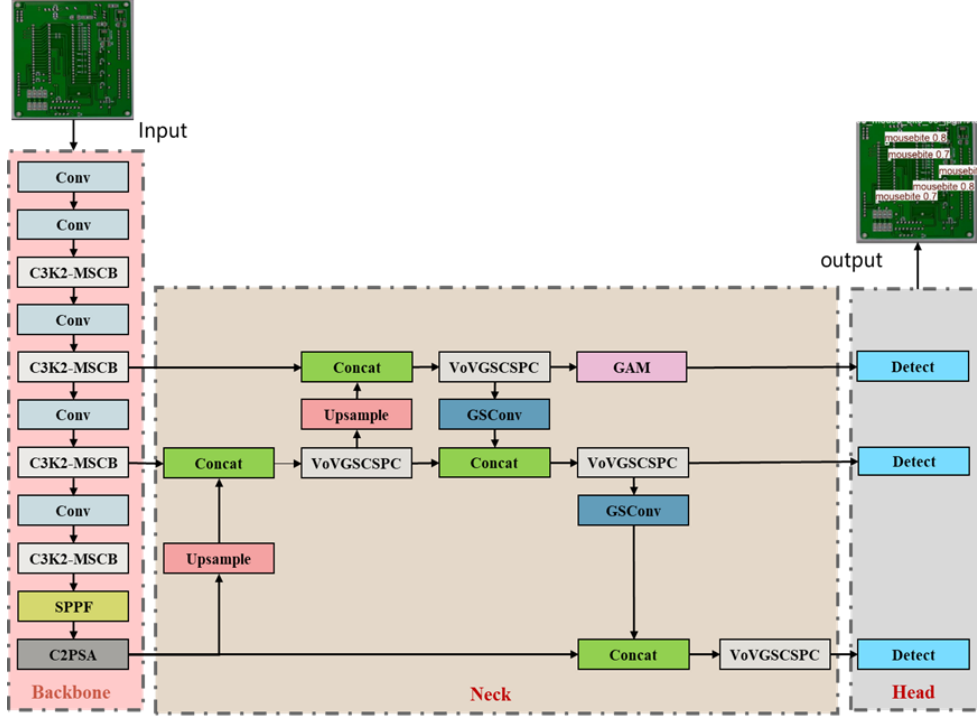 Input
mousebite 0.8
mousebite 0.7
mousebit
mousebite 0.8
mousebite 0.7
output
Conv
Conv
C3K2-MSCB
Conv
C3K2-MSCB
Conv
C3K2-MSCB
Conv
C3K2-MSCB
SPPF
C2PSA
Backbone
Concat
VoVGSCSPC
GAM
Upsample
GSConv
Concat
VoVGSCSPC
Concat
VoVGSCSPC
GSConv
Upsample
Concat
VoVGSCSPC
Neck
Detect
Detect
Detect
Head